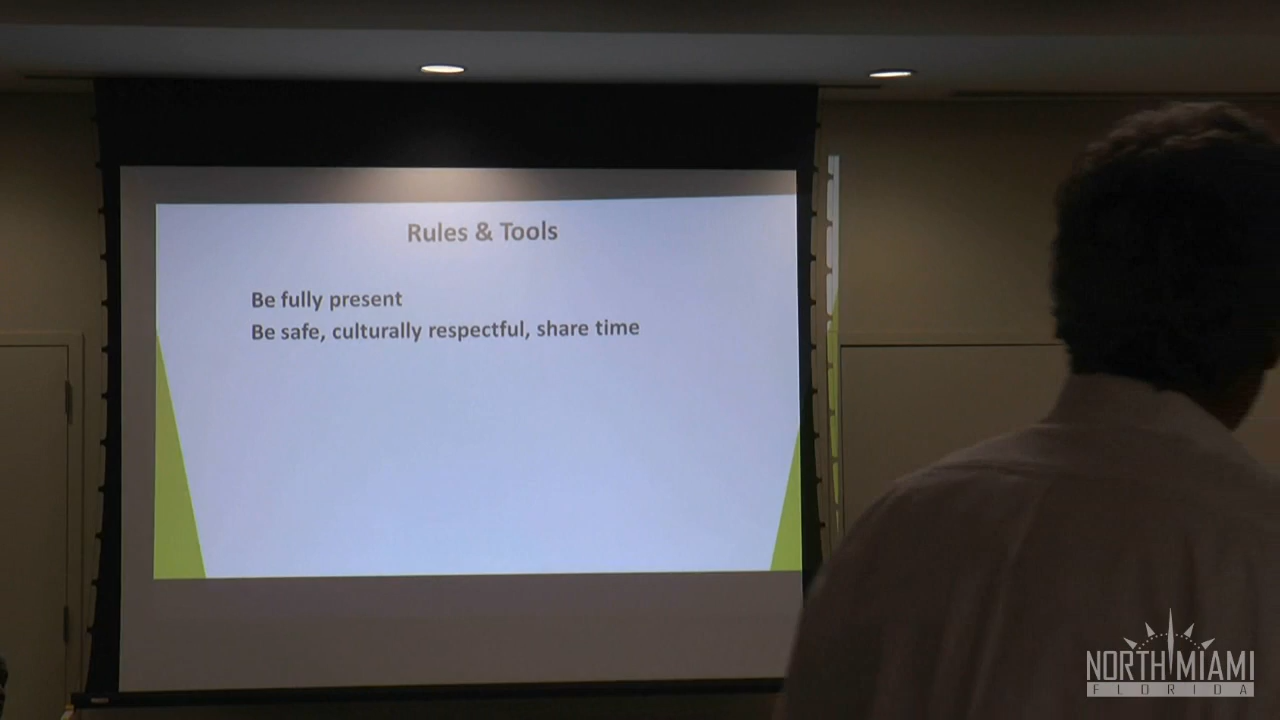 Rules & Tools
Be fully present
Be safe, culturally respectful, share time
NORTH MIAMI
FLORIDA